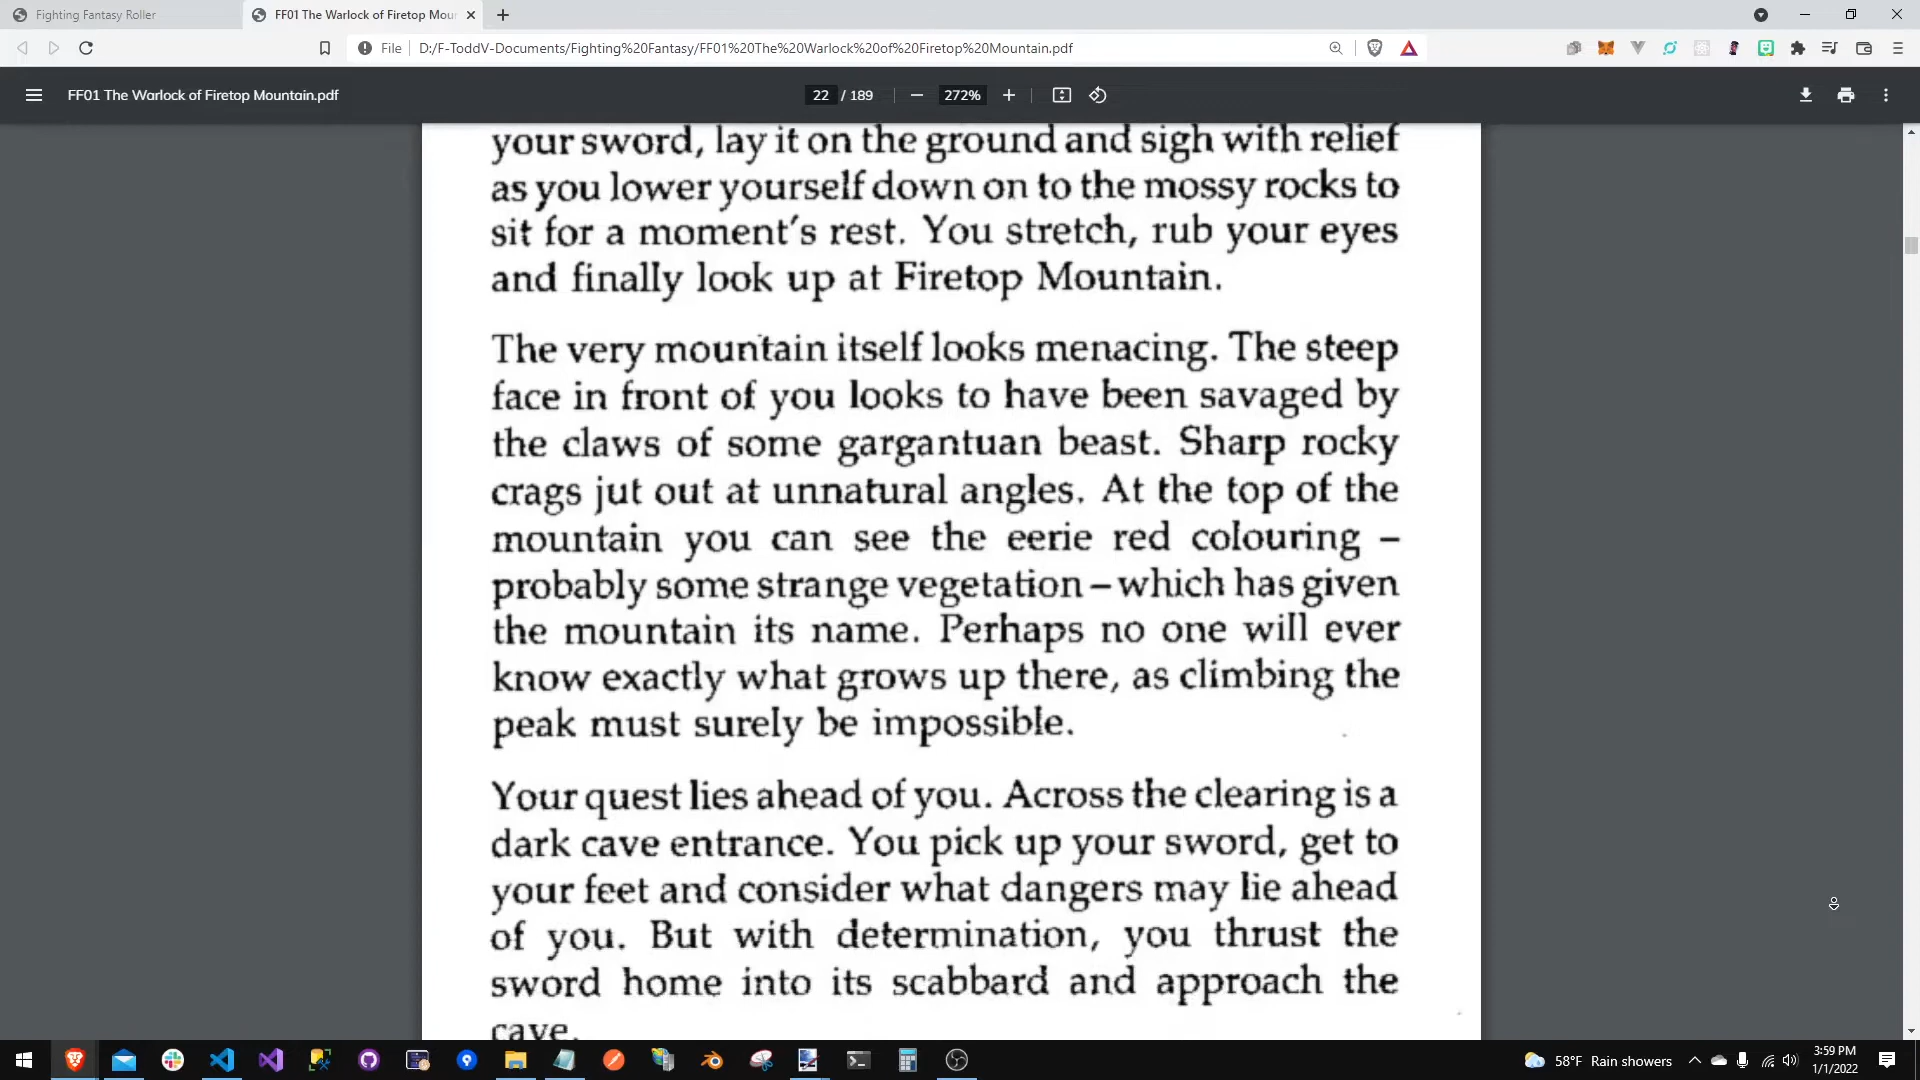 Fighting Fantasy Roller
FF01 The Warlock of Firetop Mour
File D:/F-ToddV-Documents/Fighting%20Fantasy/FF01%20The%20Warlock%20of%20Firetop%20Mountain.pdf
FF01 The Warlock of Firetop Mountain.pdf
22 / 189
272%
your sword, lay it on the ground and sigh with relief
as you lower yourself down on to the mossy rocks to
sit for a moment's rest. You stretch, rub your eyes
and finally look up at Firetop Mountain.
The very mountain itself looks menacing. The steep
face in front of you looks to have been savaged by
the claws of some gargantuan beast. Sharp rocky
crags jut out at unnatural angles. At the top of the
mountain you can see the eerie red colouring –
probably some strange vegetation – which has given
the mountain its name. Perhaps no one will ever
know exactly what grows up there, as climbing the
peak must surely be impossible.
Your quest lies ahead of you. Across the clearing is a
dark cave entrance. You pick up your sword, get to
your feet and consider what dangers may lie ahead
of you. But with determination, you thrust the
sword home into its scabbard and approach the
cave.
58°F Rain showers
3:59 PM
1/1/2022